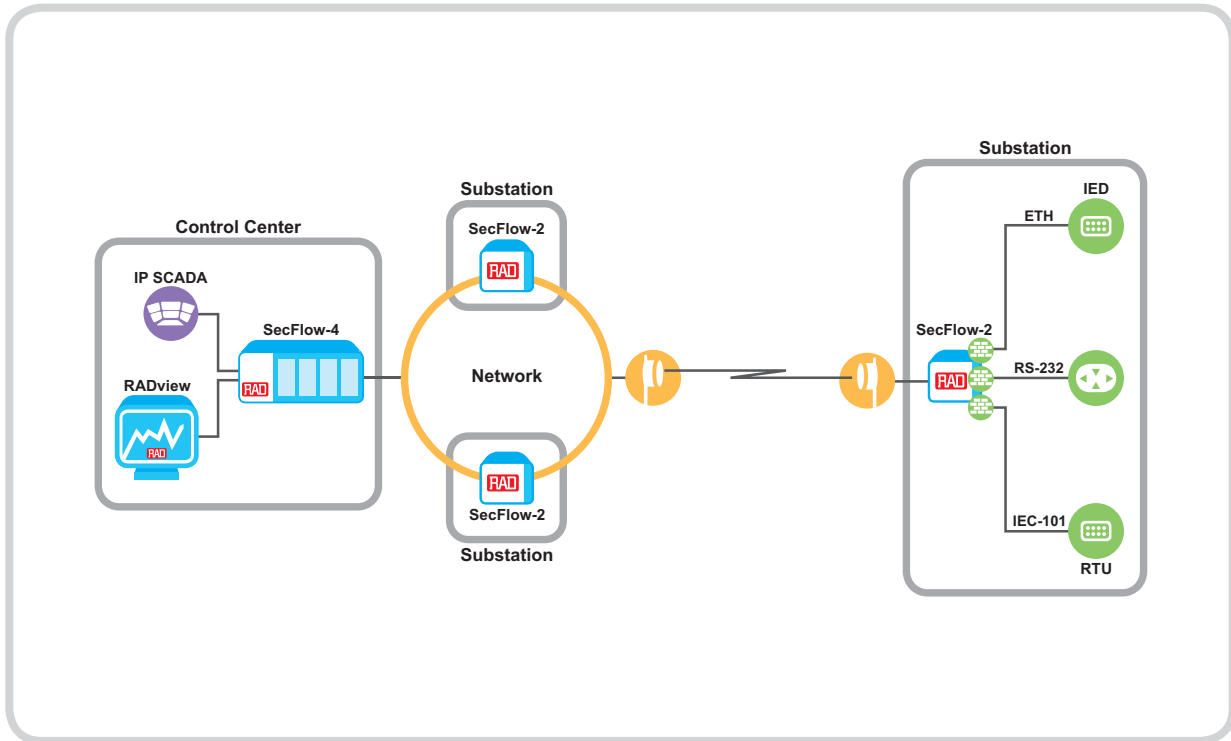 Substation
IED
ETH
Substation
SecFlow-2
RAD
Control Center
IP SCADA
SecFlow-4
RAD
RADview
RAD
Network
SecFlow-2
RAD
RS-232
RAD
SecFlow-2
Substation
IEC-101
RTU